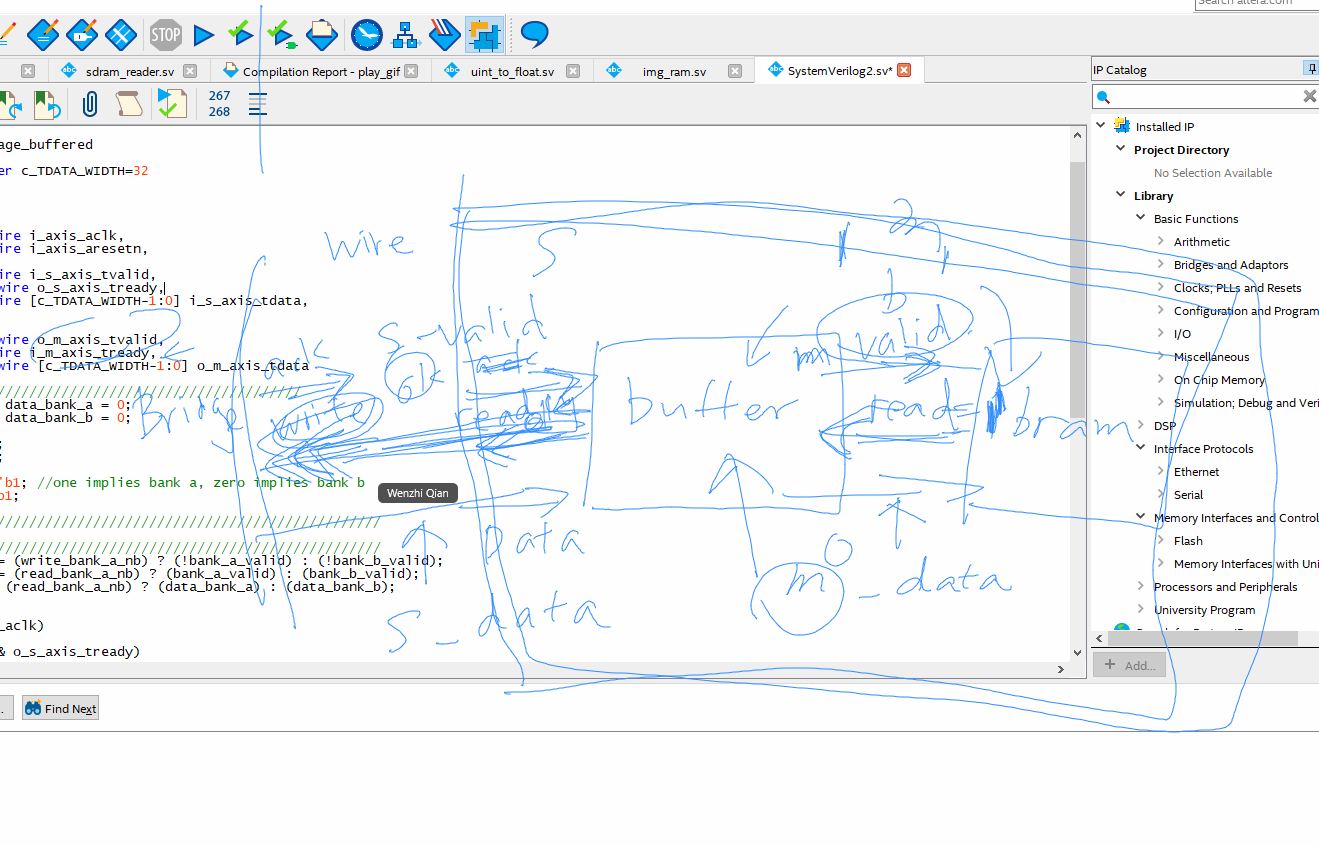 Search altera.com
STOP
sdram_reader.sv
Compilation Report - play_gif
uint_to_float.sv
img_ram.sv
SystemVerilog2.sv*
IP Catalog
267
268
age_buffered
er c_TDATA_WIDTH=32
ire i_axis_aclk,
ire i_axis_aresetn,
ire i_s_axis_tvalid,
wire o_s_axis_tready,
ire [c_TDATA_WIDTH-1:0] i_s_axis_tdata,
wire o_m_axis_tvalid,
ire i_m_axis_tready,
wire [c_TDATA_WIDTH-1:0] o_m_axis_tdata
data_bank_a = 0;
data_bank_b = 0;
;
;
'b1; //one implies bank a, zero implies bank b
b1;
= (write_bank_a_nb) ? (!bank_a_valid) : (!bank_b_valid);
= (read_bank_a_nb) ? (bank_a_valid) : (bank_b_valid);
(read_bank_a_nb) ? (data_bank_a) : (data_bank_b);
_aclk)
& o_s_axis_tready)
wire
S
S_valid
m valid
b
Bridge
write
buffer
read
bram
Wenzhi Qian
Data
S_data
m_data
Installed IP
Project Directory
No Selection Available
Library
Basic Functions
Arithmetic
Bridges and Adaptors
Clocks; PLLs and Resets
Configuration and Program
I/O
Miscellaneous
On Chip Memory
Simulation; Debug and Veri
DSP
Interface Protocols
Ethernet
Serial
Memory Interfaces and Control
Flash
Memory Interfaces with Uni
Processors and Peripherals
University Program
Add...
Find Next